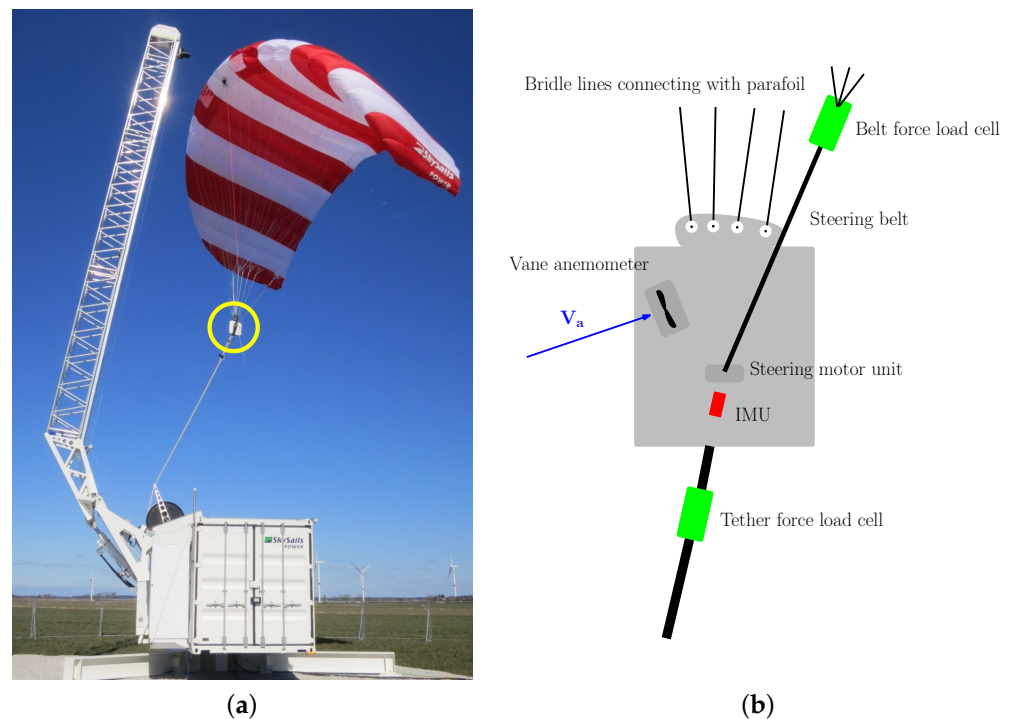 SkySails
POWER
SkySails
POWER
Bridle lines connecting with parafoil
Belt force load cell
Steering belt
Vane anemometer
Va
Steering motor unit
IMU
Tether force load cell
(a)
(b)